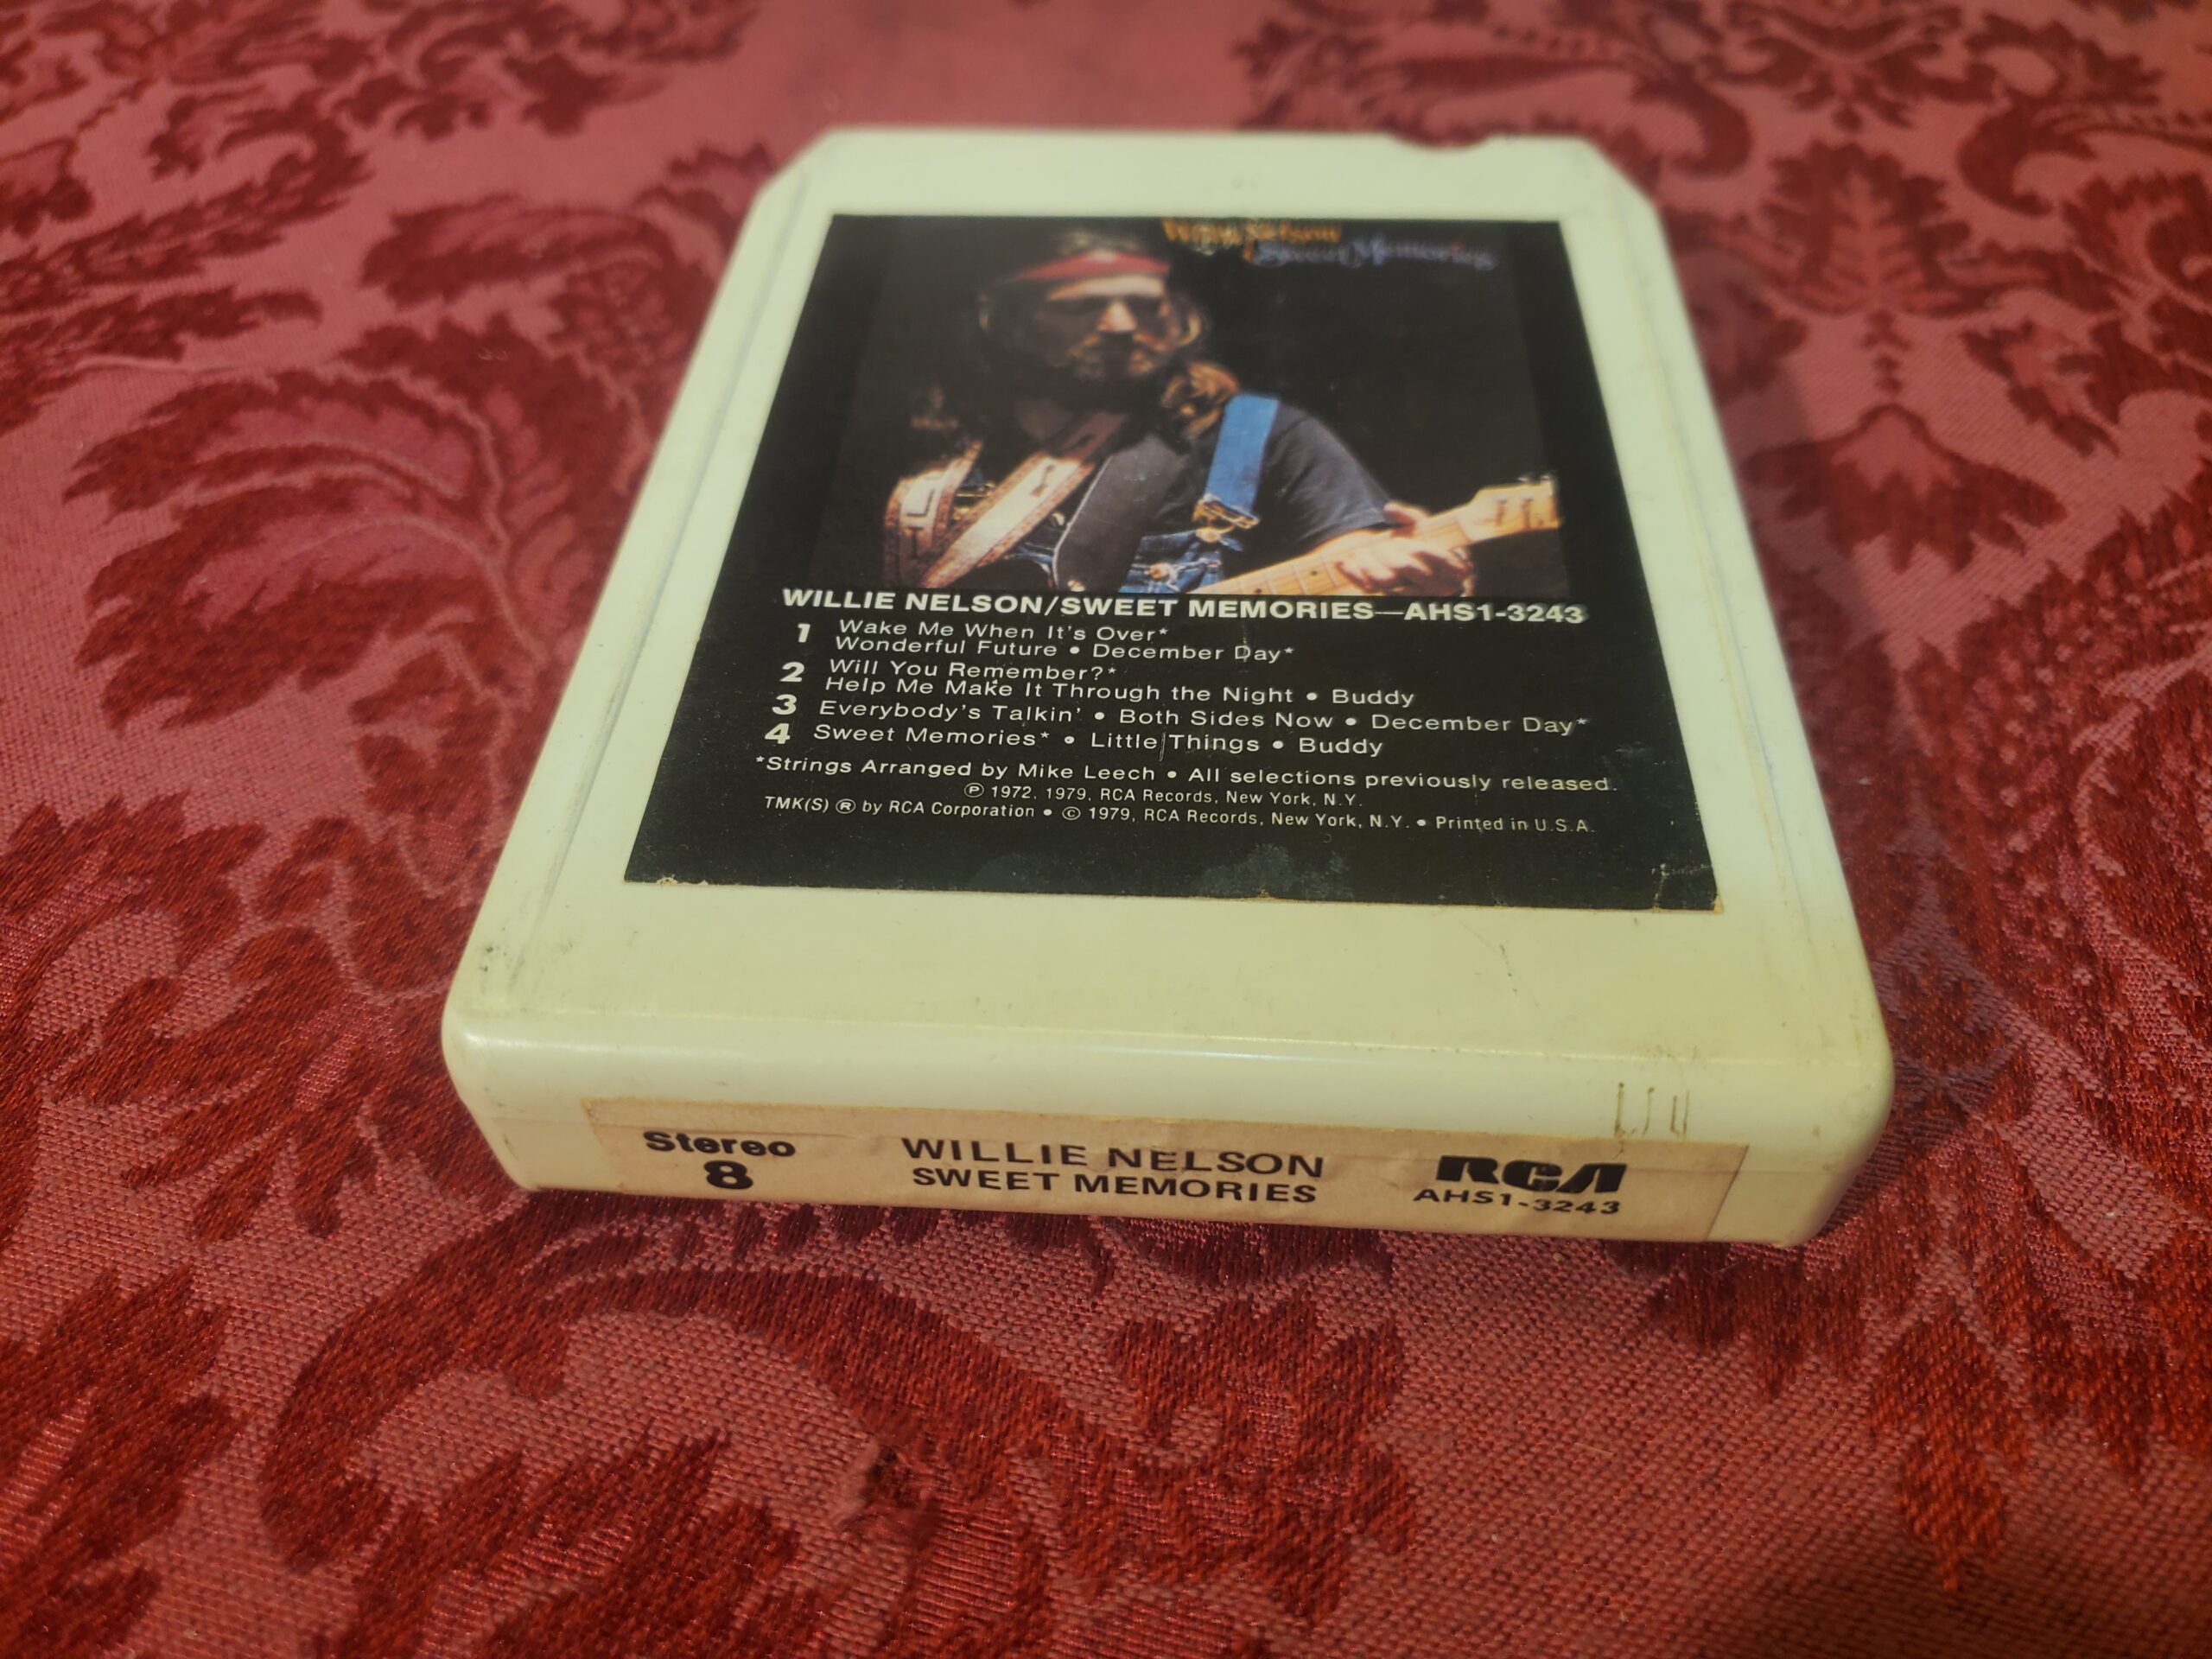 Willie Nelson
Sweet Memories
WILLIE NELSON/SWEET MEMORIES—AHS1-3243
1 Wake Me When It's Over*
Wonderful Future • December Day*
2 Will You Remember?*
Help Me Make It Through the Night • Buddy
3 Everybody's Talkin' • Both Sides Now • December Day*
4 Sweet Memories* • Little Things • Buddy
*Strings Arranged by Mike Leech • All selections previously released.
℗ 1972, 1979, RCA Records, New York, N.Y.
TMK(S) ® by RCA Corporation • © 1979, RCA Records, New York, N.Y. • Printed in U.S.A.
Stereo
8
WILLIE NELSON
SWEET MEMORIES
RCA
AHS1-3243